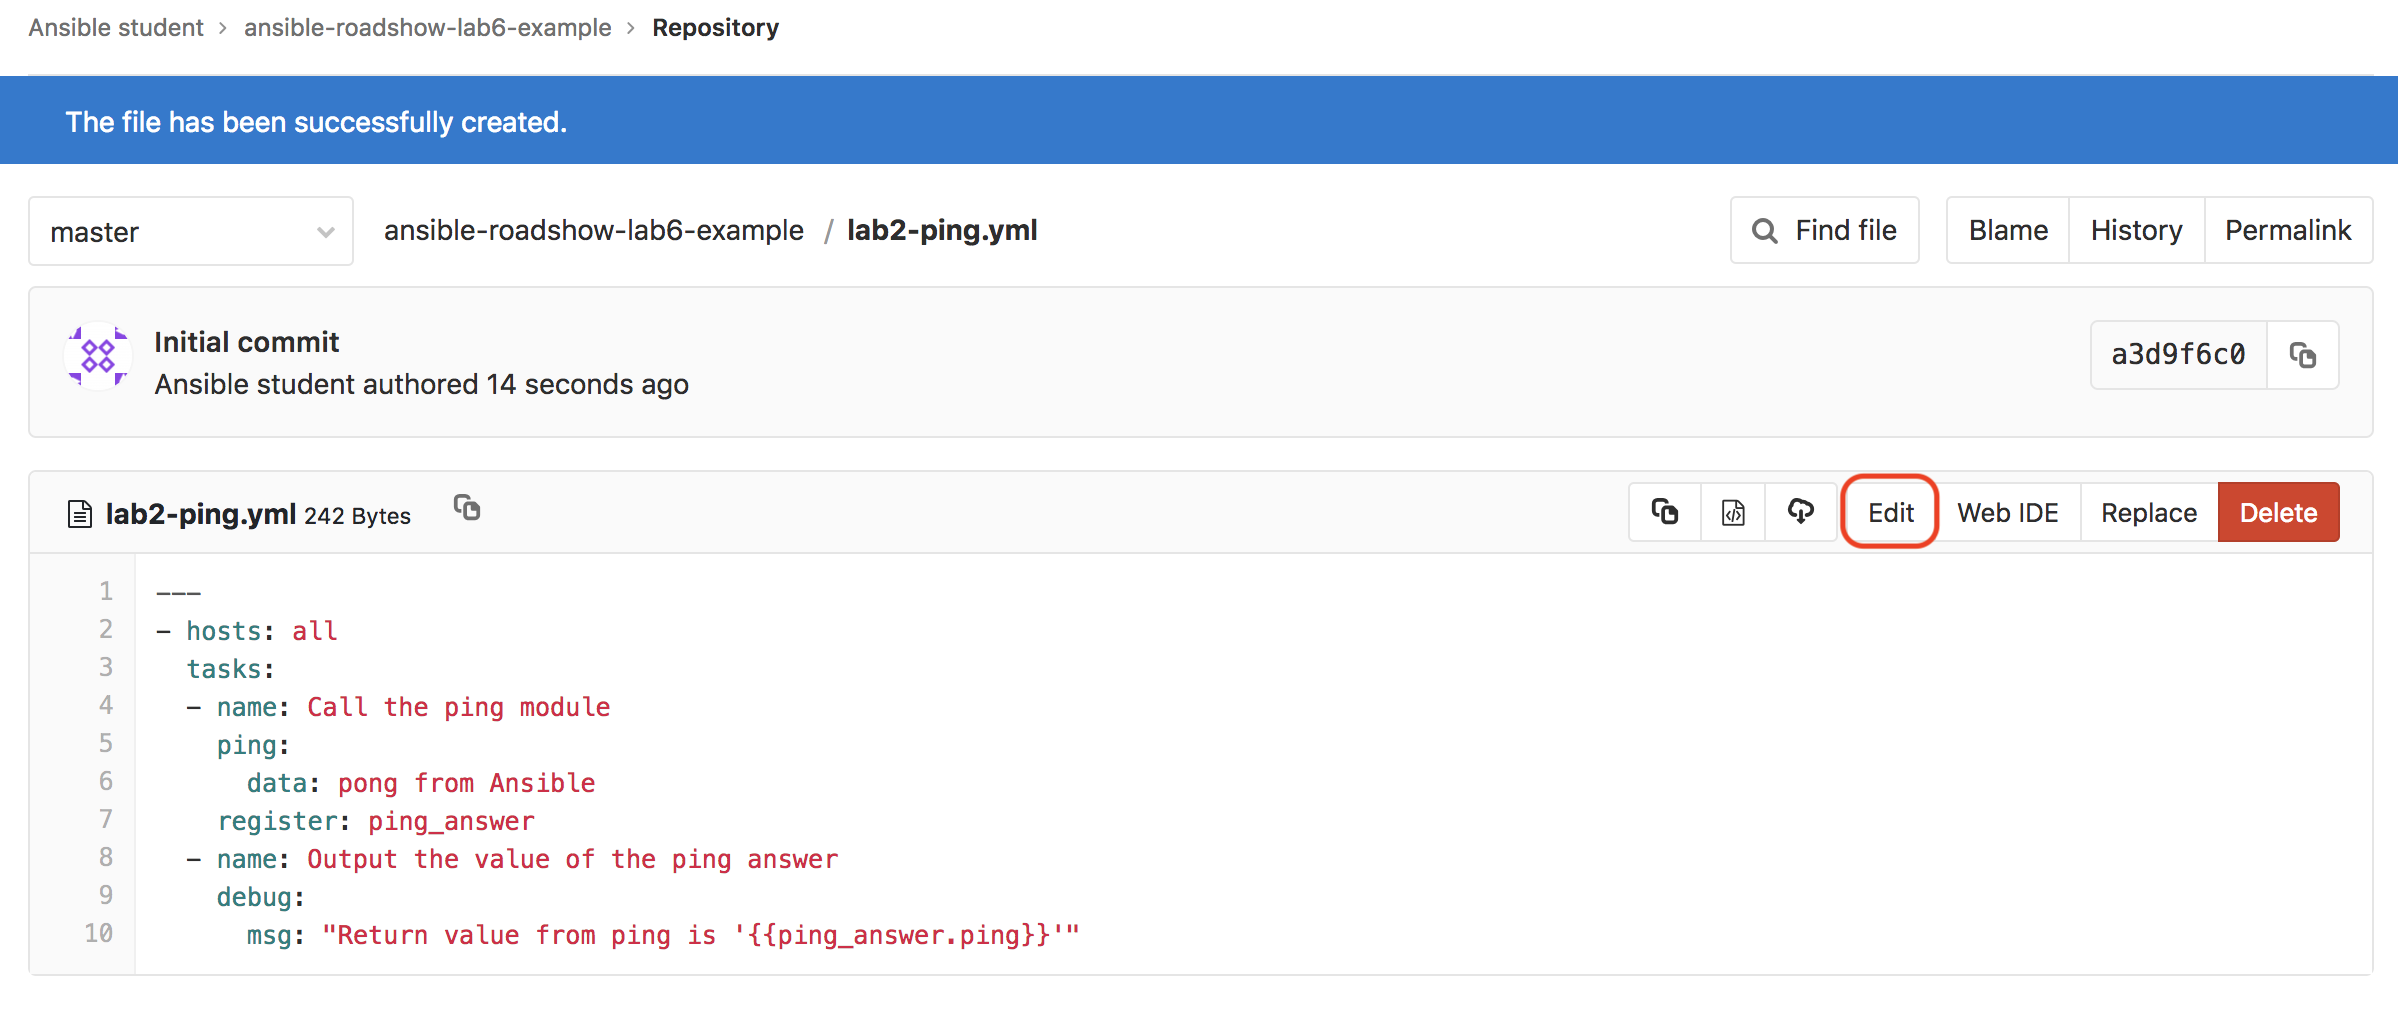 Ansible student > ansible-roadshow-lab6-example > Repository
The file has been successfully created.
master ansible-roadshow-lab6-example / lab2-ping.yml Find file Blame History Permalink
Initial commit
Ansible student authored 14 seconds ago
a3d9f6c0
lab2-ping.yml 242 Bytes Edit Web IDE Replace Delete
1 ---
2 - hosts: all
3   tasks:
4   - name: Call the ping module
5     ping:
6       data: pong from Ansible
7     register: ping_answer
8   - name: Output the value of the ping answer
9     debug:
10       msg: "Return value from ping is '{{ping_answer.ping}}'"